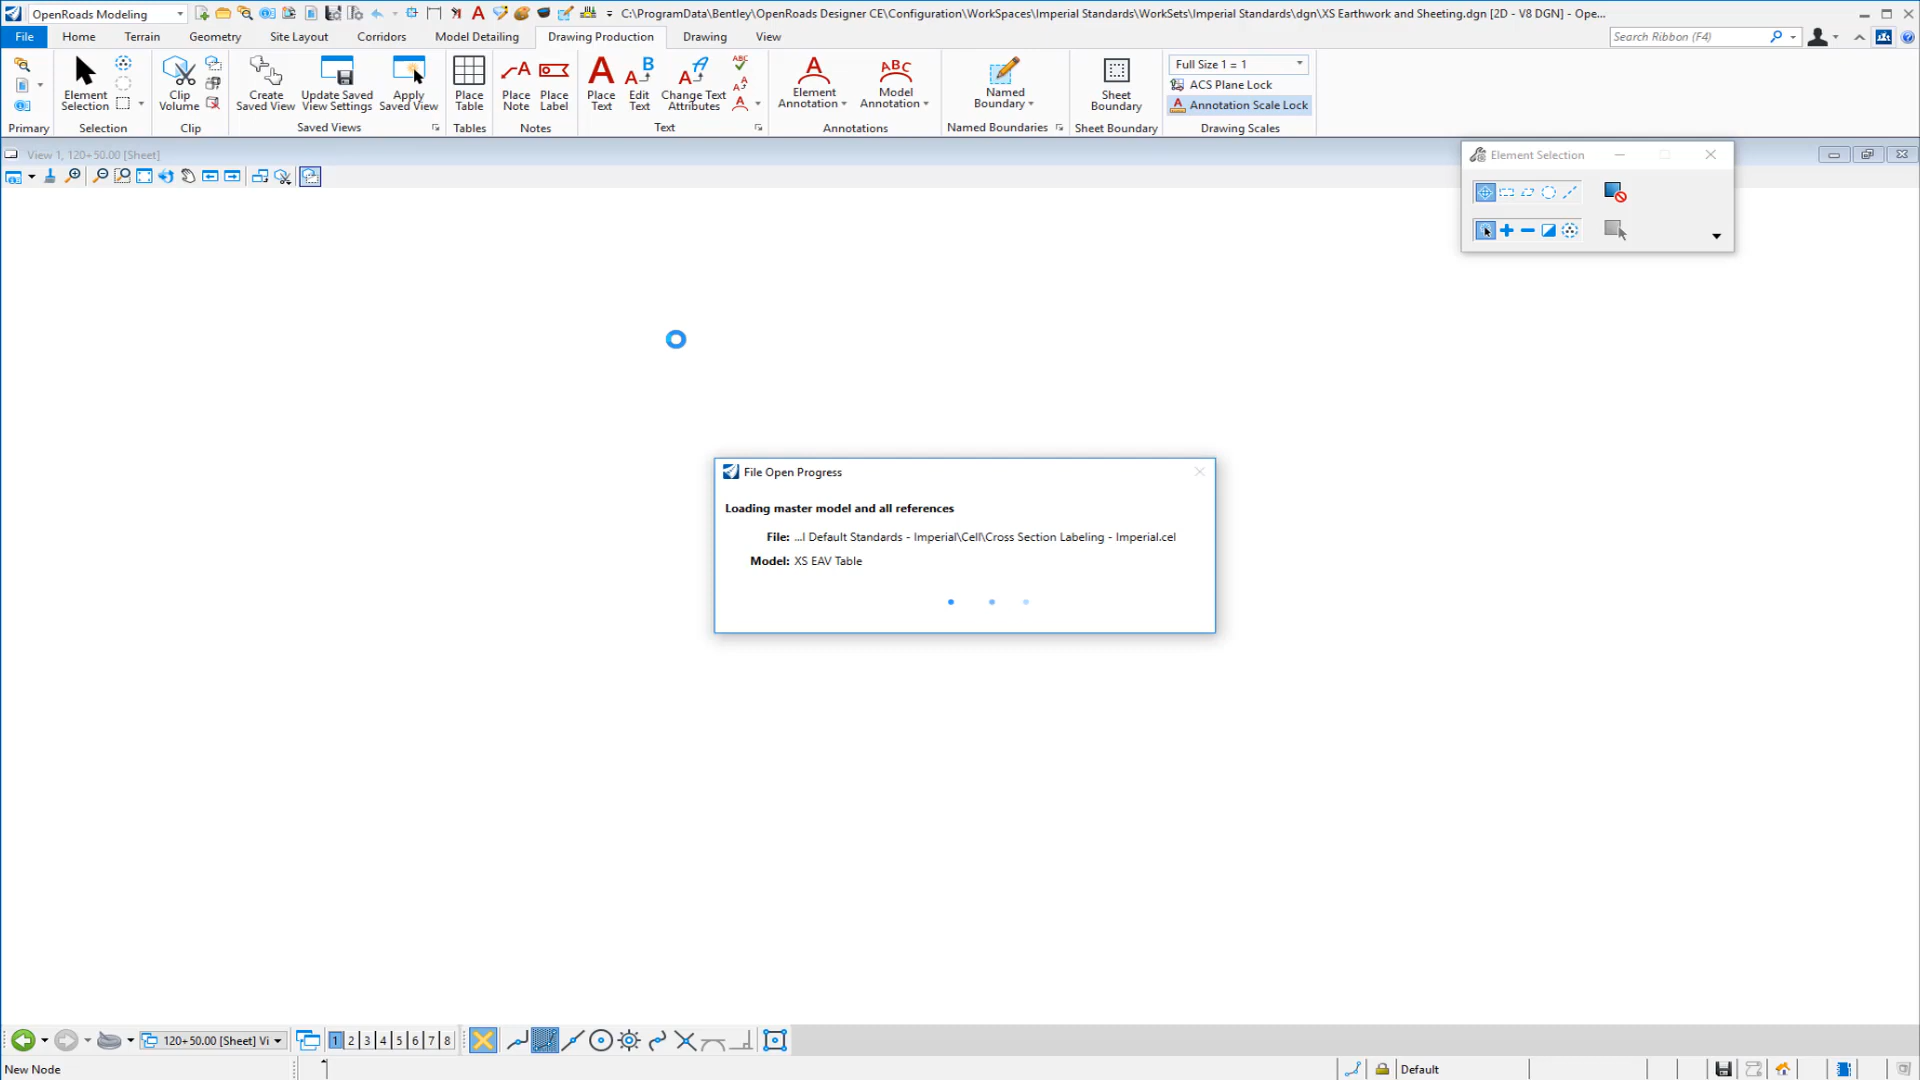 OpenRoads Modeling
C:\ProgramData\Bentley\OpenRoads Designer CE\Configuration\WorkSpaces\Imperial Standards\WorkSets\Imperial Standards\dgn\XS Earthwork and Sheeting.dgn [2D - V8 DGN] - Ope...
File Home Terrain Geometry Site Layout Corridors Model Detailing Drawing Production Drawing View
Search Ribbon (F4)
Element Selection
Clip Volume
Create Saved View
Update Saved View Settings
Apply Saved View
Place Table
Place Note
Place Label
Place Text
Edit Text
Change Text Attributes
Element Annotation
Model Annotation
Named Boundary
Sheet Boundary
Full Size 1 = 1
ACS Plane Lock
Annotation Scale Lock
Primary Selection Clip Saved Views Tables Notes Text Annotations Named Boundaries Sheet Boundary Drawing Scales
View 1, 120+50.00 [Sheet]
Element Selection
File Open Progress
Loading master model and all references
File: ...l Default Standards - Imperial\Cell\Cross Section Labeling - Imperial.cel
Model: XS EAV Table
120+50.00 [Sheet] Vi
1 2 3 4 5 6 7 8
New Node
Default